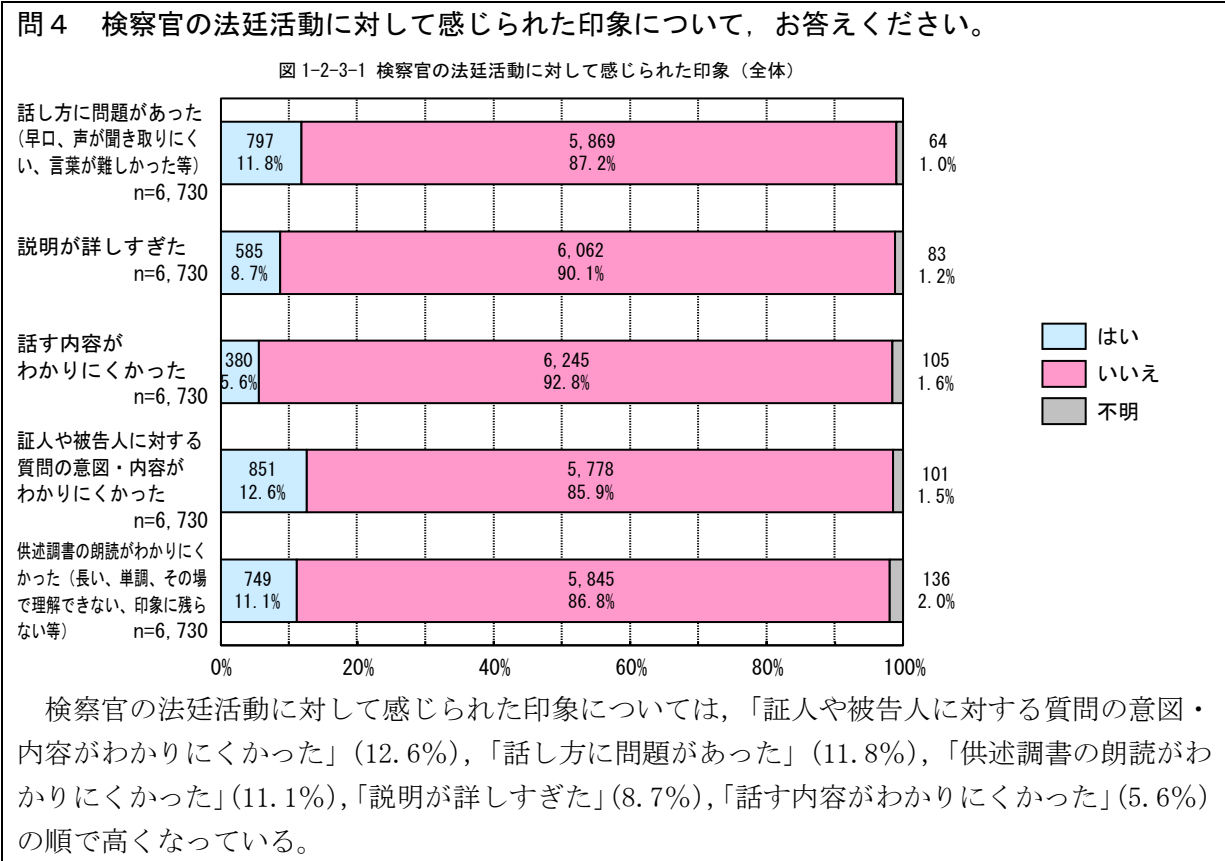 問4 検察官の法廷活動に対して感じられた印象について，お答えください。
図 1-2-3-1 検察官の法廷活動に対して感じられた印象（全体）
話し方に問題があった
（早口、声が聞き取りにく
い、言葉が難しかった等）
n=6,730
797
11.8%
5,869
87.2%
64
1.0%
説明が詳しすぎた
n=6,730
585
8.7%
6,062
90.1%
83
1.2%
話す内容が
わかりにくかった
n=6,730
380
5.6%
6,245
92.8%
105
1.6%
証人や被告人に対する
質問の意図・内容が
わかりにくかった
n=6,730
851
12.6%
5,778
85.9%
101
1.5%
供述調書の朗読がわかりにく
かった（長い、単調、その場
で理解できない、印象に残ら
ない等） n=6,730
749
11.1%
5,845
86.8%
136
2.0%
0% 20% 40% 60% 80% 100%
はい
いいえ
不明
検察官の法廷活動に対して感じられた印象については，「証人や被告人に対する質問の意図・
内容がわかりにくかった」（12.6%），「話し方に問題があった」（11.8%），「供述調書の朗読がわ
かりにくかった」（11.1%），「説明が詳しすぎた」（8.7%），「話す内容がわかりにくかった」（5.6%）
の順で高くなっている。